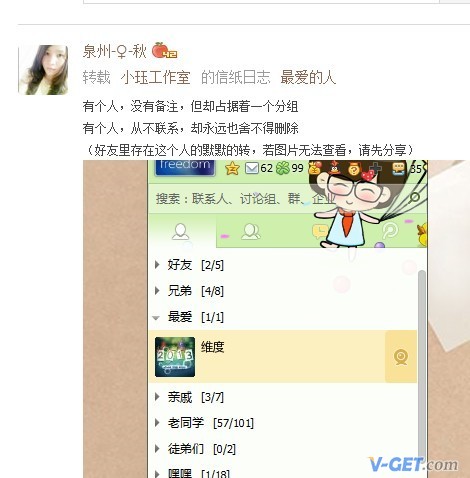 泉州-♀-秋
转载 小珏工作室 的信纸日志 最爱的人
有个人，没有备注，但却占据着一个分组
有个人，从不联系，却永远也舍不得删除
（好友里存在这个人的默默的转，若图片无法查看，请先分享）
freedom 62 99 35
搜索：联系人、讨论组、群、企业
好友 [2/5]
兄弟 [4/8]
最爱 [1/1]
2013
维度
亲戚 [3/7]
老同学 [57/101]
徒弟们 [0/2]
嘿嘿 [1/18]
V-GET.com